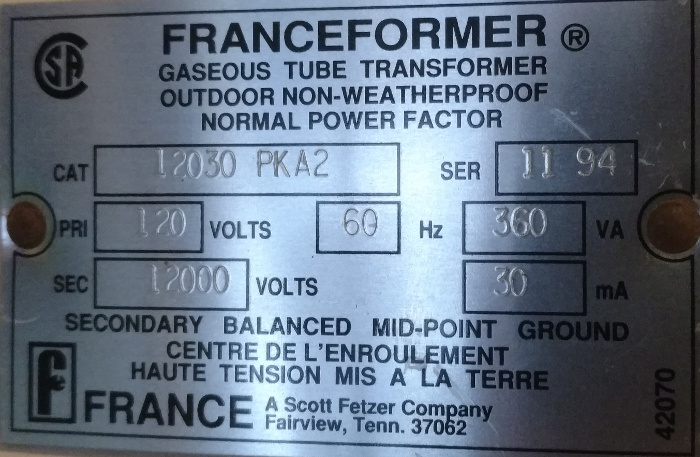 FRANCEFORMER ®
GASEOUS TUBE TRANSFORMER
OUTDOOR NON-WEATHERPROOF
NORMAL POWER FACTOR
CSA
CAT 12030 PKA2 SER 11 94
PRI 120 VOLTS 60 Hz 360 VA
SEC 12000 VOLTS 30 mA
SECONDARY BALANCED MID-POINT GROUND
CENTRE DE L'ENROULEMENT
HAUTE TENSION MIS A LA TERRE
FRANCE A Scott Fetzer Company
Fairview, Tenn. 37062
42070